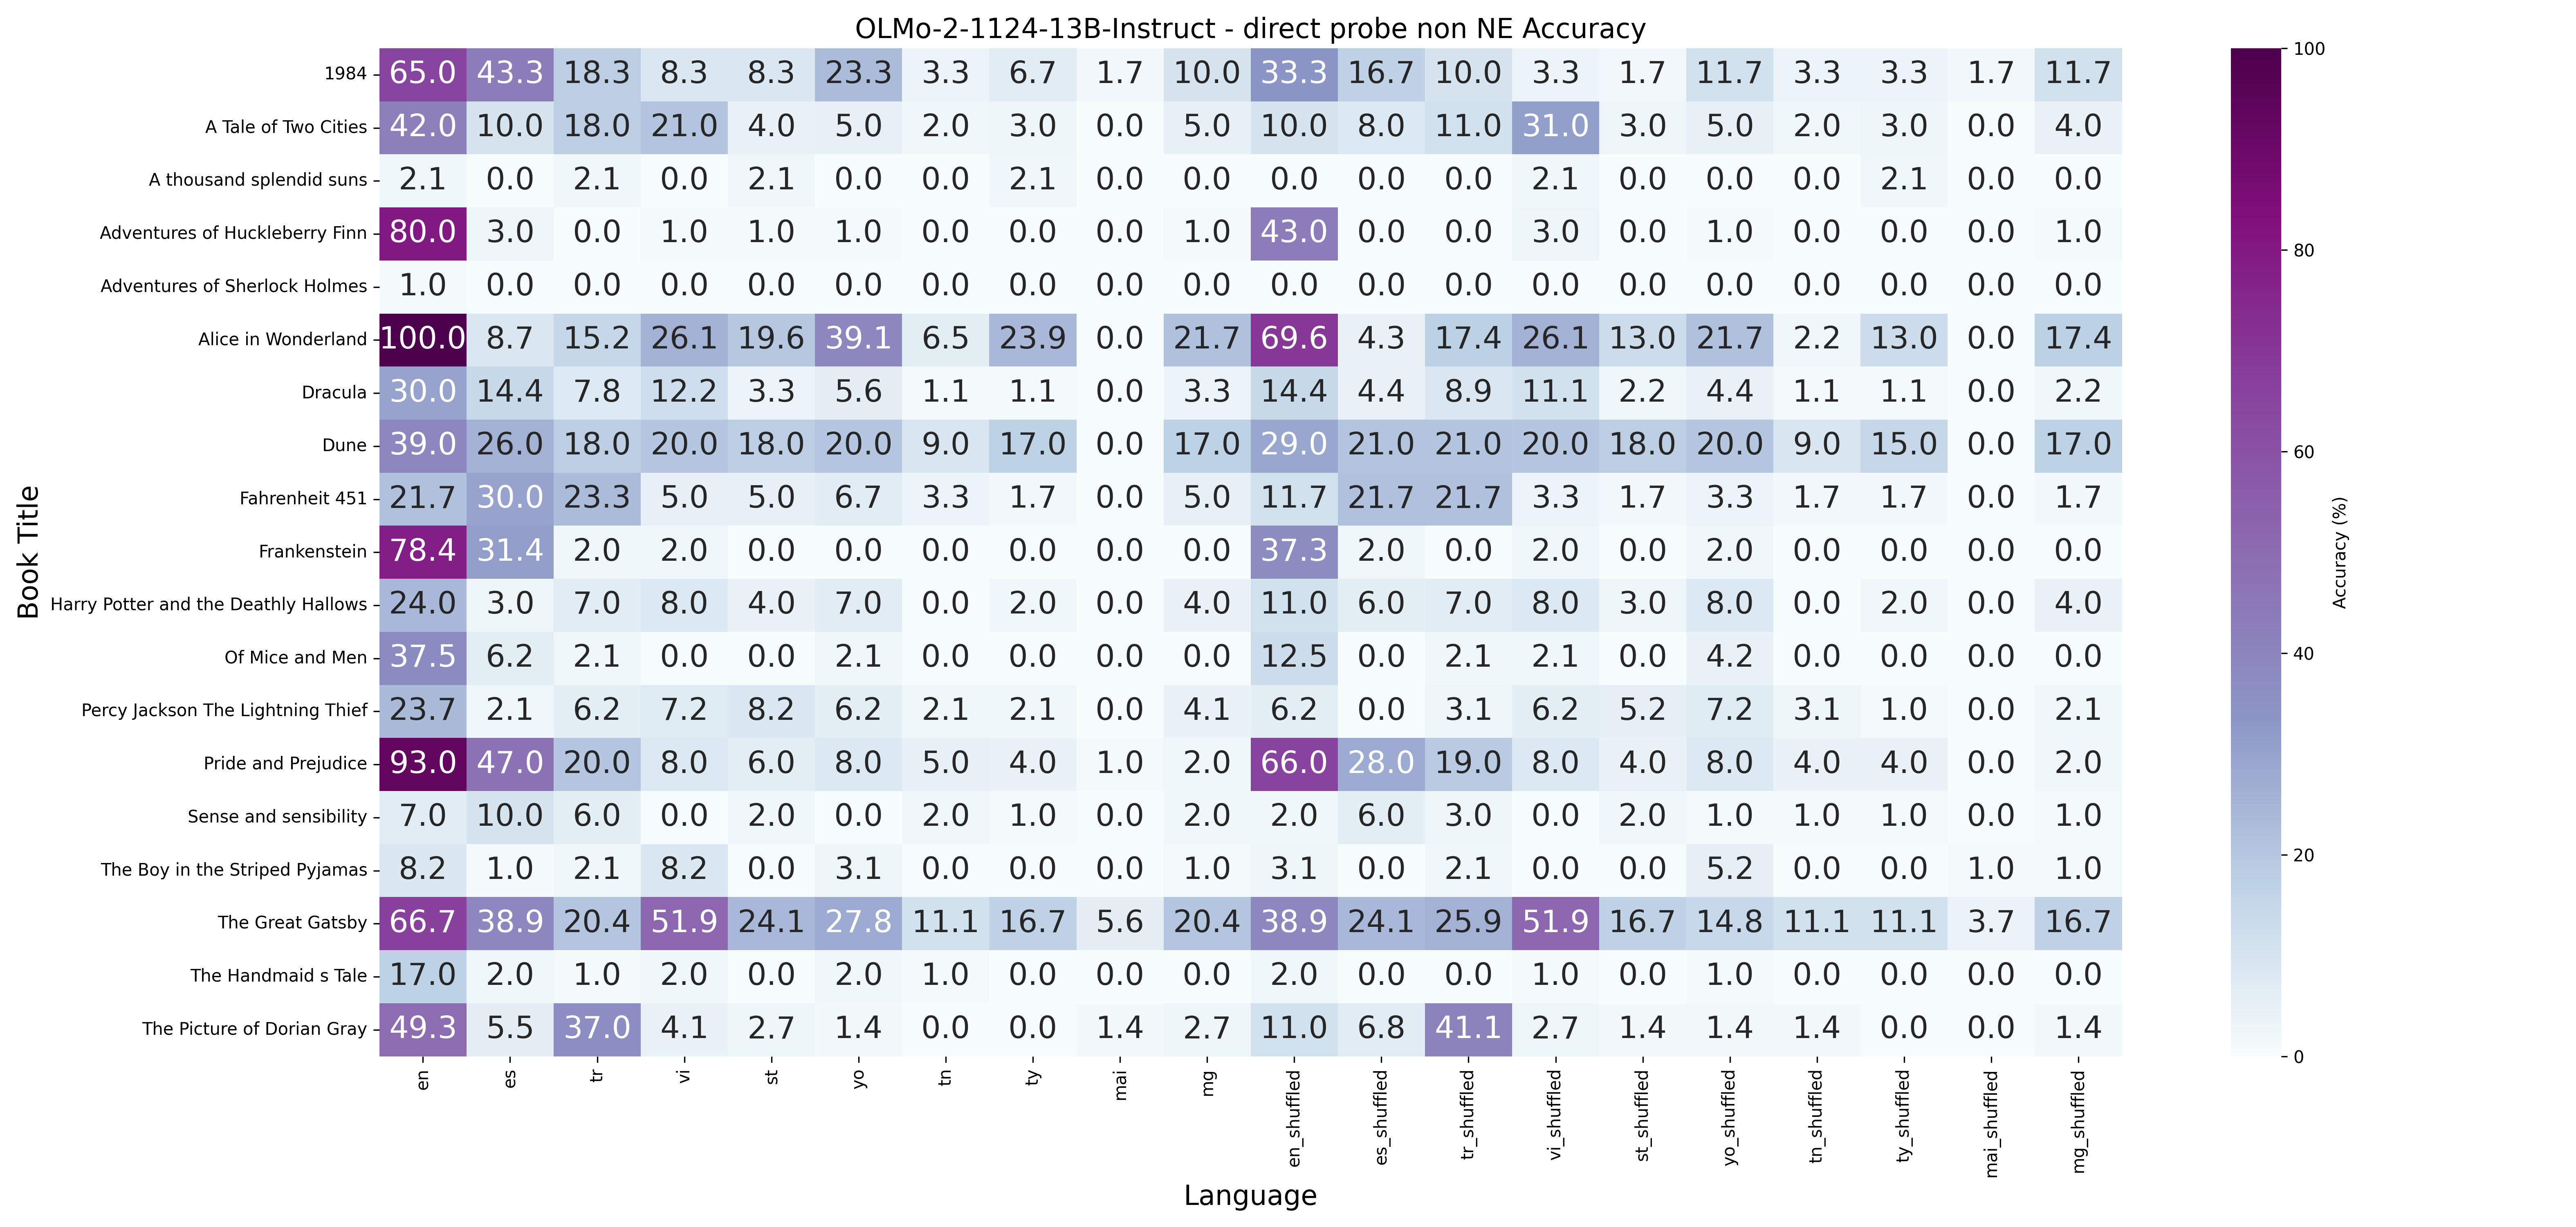 OLMo-2-1124-13B-Instruct - direct probe non NE Accuracy
Book Title
1984 65.0 43.3 18.3 8.3 8.3 23.3 3.3 6.7 1.7 10.0 33.3 16.7 10.0 3.3 1.7 11.7 3.3 3.3 1.7 11.7
A Tale of Two Cities 42.0 10.0 18.0 21.0 4.0 5.0 2.0 3.0 0.0 5.0 10.0 8.0 11.0 31.0 3.0 5.0 2.0 3.0 0.0 4.0
A thousand splendid suns 2.1 0.0 2.1 0.0 2.1 0.0 0.0 2.1 0.0 0.0 0.0 0.0 0.0 2.1 0.0 0.0 0.0 2.1 0.0 0.0
Adventures of Huckleberry Finn 80.0 3.0 0.0 1.0 1.0 1.0 0.0 0.0 0.0 1.0 43.0 0.0 0.0 3.0 0.0 1.0 0.0 0.0 0.0 1.0
Adventures of Sherlock Holmes 1.0 0.0 0.0 0.0 0.0 0.0 0.0 0.0 0.0 0.0 0.0 0.0 0.0 0.0 0.0 0.0 0.0 0.0 0.0 0.0
Alice in Wonderland 100.0 8.7 15.2 26.1 19.6 39.1 6.5 23.9 0.0 21.7 69.6 4.3 17.4 26.1 13.0 21.7 2.2 13.0 0.0 17.4
Dracula 30.0 14.4 7.8 12.2 3.3 5.6 1.1 1.1 0.0 3.3 14.4 4.4 8.9 11.1 2.2 4.4 1.1 1.1 0.0 2.2
Dune 39.0 26.0 18.0 20.0 18.0 20.0 9.0 17.0 0.0 17.0 29.0 21.0 21.0 20.0 18.0 20.0 9.0 15.0 0.0 17.0
Fahrenheit 451 21.7 30.0 23.3 5.0 5.0 6.7 3.3 1.7 0.0 5.0 11.7 21.7 21.7 3.3 1.7 3.3 1.7 1.7 0.0 1.7
Frankenstein 78.4 31.4 2.0 2.0 0.0 0.0 0.0 0.0 0.0 0.0 37.3 2.0 0.0 2.0 0.0 2.0 0.0 0.0 0.0 0.0
Harry Potter and the Deathly Hallows 24.0 3.0 7.0 8.0 4.0 7.0 0.0 2.0 0.0 4.0 11.0 6.0 7.0 8.0 3.0 8.0 0.0 2.0 0.0 4.0
Of Mice and Men 37.5 6.2 2.1 0.0 0.0 2.1 0.0 0.0 0.0 0.0 12.5 0.0 2.1 2.1 0.0 4.2 0.0 0.0 0.0 0.0
Percy Jackson The Lightning Thief 23.7 2.1 6.2 7.2 8.2 6.2 2.1 2.1 0.0 4.1 6.2 0.0 3.1 6.2 5.2 7.2 3.1 1.0 0.0 2.1
Pride and Prejudice 93.0 47.0 20.0 8.0 6.0 8.0 5.0 4.0 1.0 2.0 66.0 28.0 19.0 8.0 4.0 8.0 4.0 4.0 0.0 2.0
Sense and sensibility 7.0 10.0 6.0 0.0 2.0 0.0 2.0 1.0 0.0 2.0 2.0 6.0 3.0 0.0 2.0 1.0 1.0 1.0 0.0 1.0
The Boy in the Striped Pyjamas 8.2 1.0 2.1 8.2 0.0 3.1 0.0 0.0 0.0 1.0 3.1 0.0 2.1 0.0 0.0 5.2 0.0 0.0 1.0 1.0
The Great Gatsby 66.7 38.9 20.4 51.9 24.1 27.8 11.1 16.7 5.6 20.4 38.9 24.1 25.9 51.9 16.7 14.8 11.1 11.1 3.7 16.7
The Handmaid s Tale 17.0 2.0 1.0 2.0 0.0 2.0 1.0 0.0 0.0 0.0 2.0 0.0 0.0 1.0 0.0 1.0 0.0 0.0 0.0 0.0
The Picture of Dorian Gray 49.3 5.5 37.0 4.1 2.7 1.4 0.0 0.0 1.4 2.7 11.0 6.8 41.1 2.7 1.4 1.4 1.4 0.0 0.0 1.4
en es tr vi st yo tn ty mai mg en_shuffled es_shuffled tr_shuffled vi_shuffled st_shuffled yo_shuffled tn_shuffled ty_shuffled mai_shuffled mg_shuffled
Language
100
80
60
40
20
0
Accuracy (%)